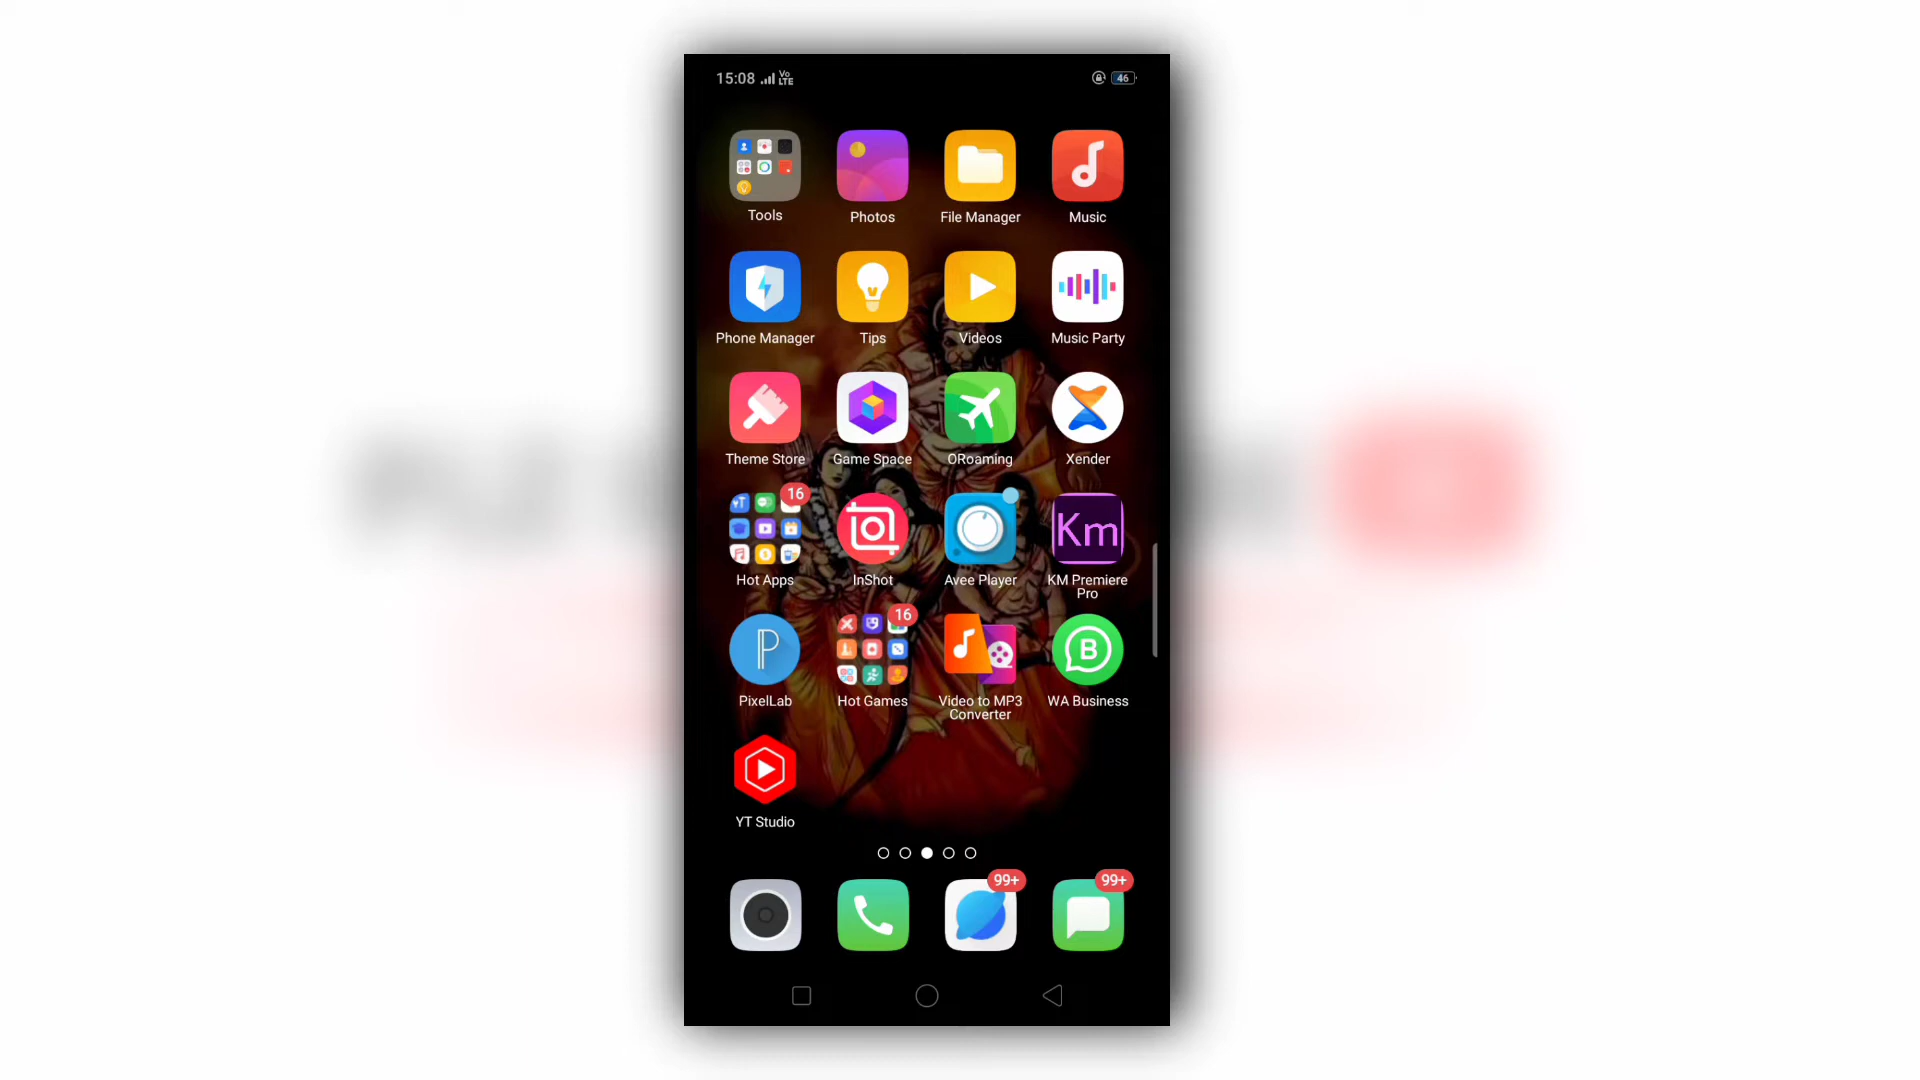 15:08 Vo LTE 46
Tools Photos File Manager Music
Phone Manager Tips Videos Music Party
Theme Store Game Space ORoaming Xender
16
Km
Hot Apps InShot Avee Player KM Premiere Pro
16
B
PixelLab Hot Games Video to MP3 Converter WA Business
YT Studio
99+ 99+